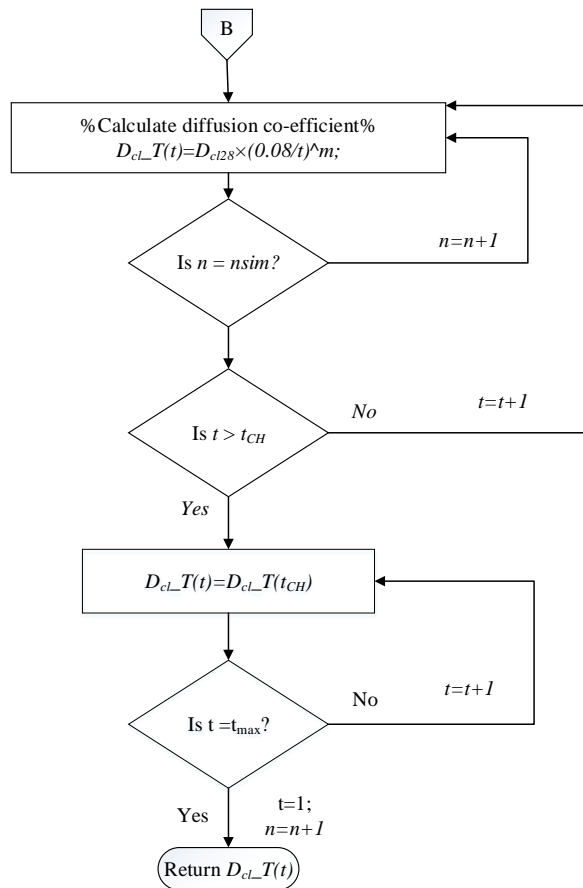 B
%Calculate diffusion co-efficient%
D_cl_T(t)=D_cl28×(0.08/t)^m;
n=n+1
Is n = nsim?
No
t=t+1
Is t > t_CH
Yes
D_cl_T(t)=D_cl_T(t_CH)
No
t=t+1
Is t =t_max?
Yes
t=1;
n=n+1
Return D_cl_T(t)